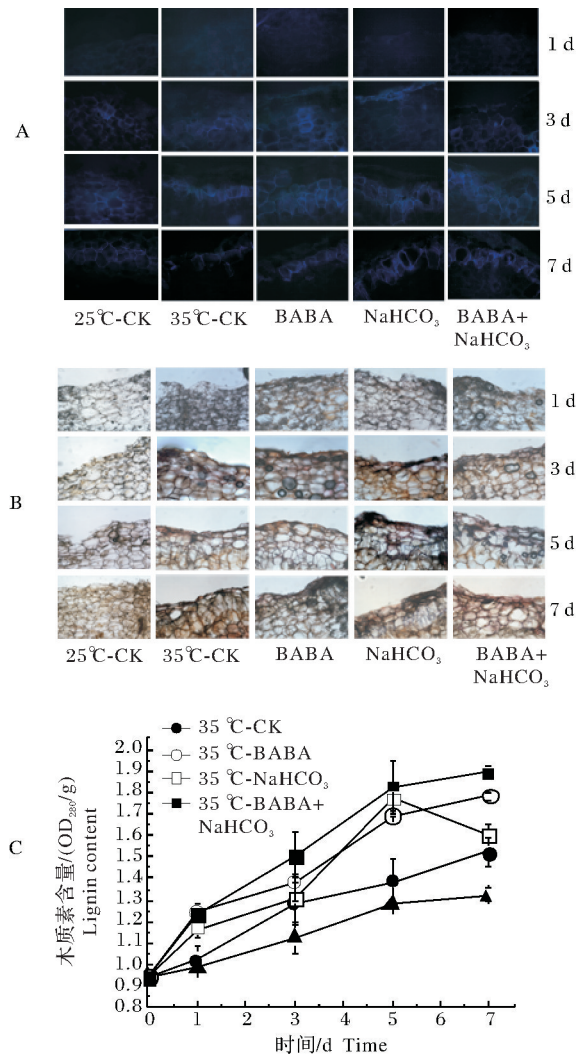 A
1 d
3 d
5 d
7 d
25℃-CK 35℃-CK BABA NaHCO₃ BABA+
NaHCO₃
B
1 d
3 d
5 d
7 d
25℃-CK 35℃-CK BABA NaHCO₃ BABA+
NaHCO₃
C
木质素含量/(OD₂₈₀/g)
Lignin content
2.0
1.9
1.8
1.7
1.6
1.5
1.4
1.3
1.2
1.1
1.0
0.9
0.8
35 ℃-CK
35 ℃-BABA
35 ℃-NaHCO₃
35 ℃-BABA+
NaHCO₃
0 1 3 5 7
时间/d Time